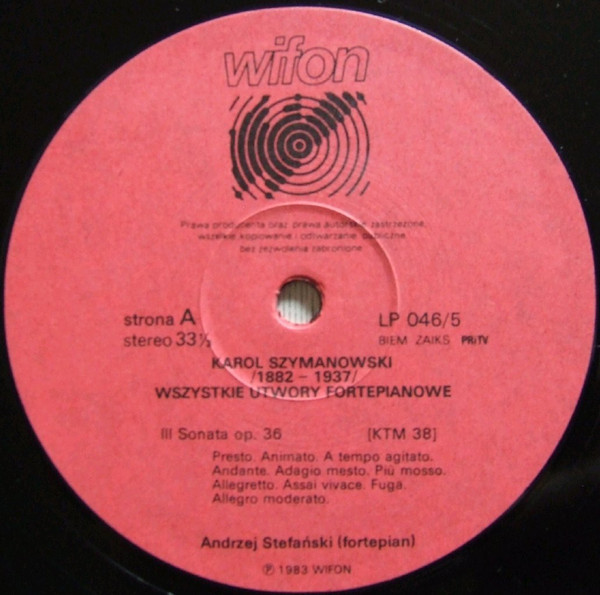 wifon
Prawa producenta oraz prawa autorskie zastrzeżone,
wszelkie kopiowanie i odtwarzanie publiczne
bez zezwolenia zabronione.
strona A
LP 046/5
stereo 33⅓
BIEM ZAIKS PRiTV
KAROL SZYMANOWSKI
/1882 - 1937/
WSZYSTKIE UTWORY FORTEPIANOWE
III Sonata op. 36 [KTM 38]
Presto. Animato. A tempo agitato.
Andante. Adagio mesto. Più mosso.
Allegretto. Assai vivace. Fuga.
Allegro moderato.
Andrzej Stefański (fortepian)
℗ 1983 WIFON